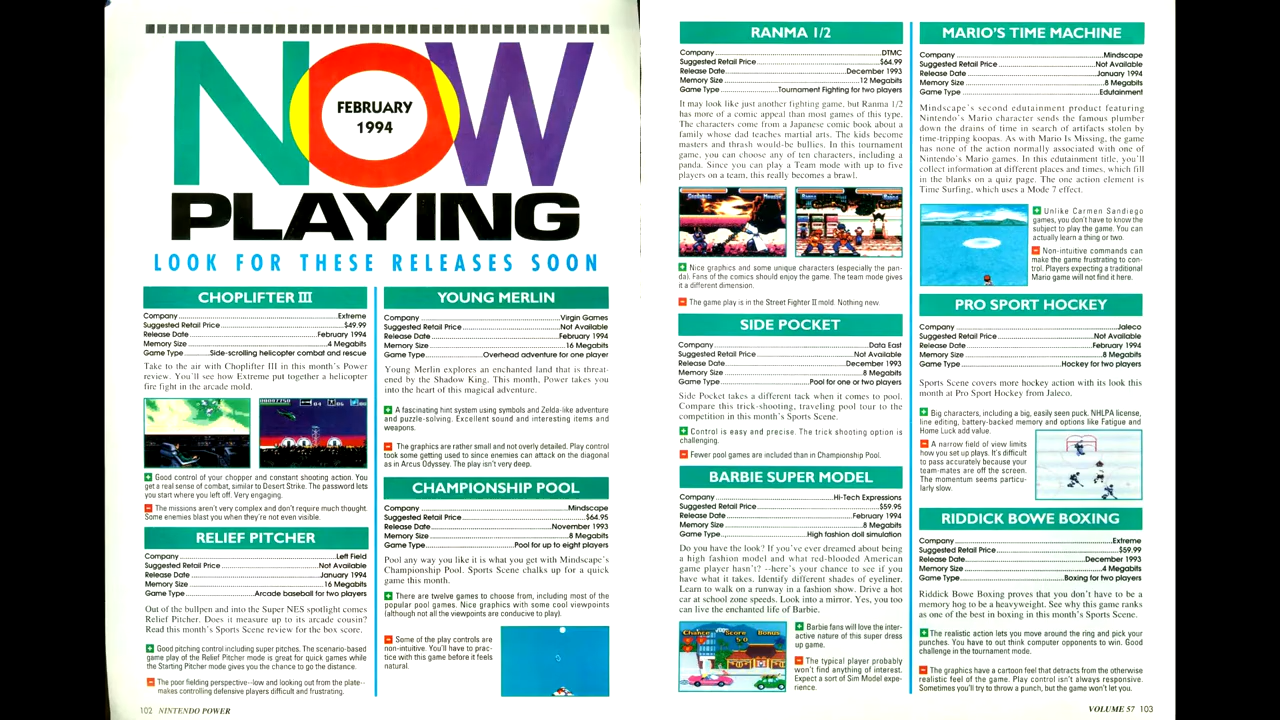 NOW
FEBRUARY
1994
PLAYING
LOOK FOR THESE RELEASES SOON
CHOPLIFTER III
Company Extreme
Suggested Retail Price $49.99
Release Date February 1994
Memory Size 4 Megabits
Game Type Side-scrolling helicopter combat and rescue
Take to the air with Choplifter III in this month's Power
review. You'll see how Extreme put together a helicopter
fire fight in the arcade mold.
Good control of your chopper and constant shooting action. You
get a real sense of combat, similar to Desert Strike. The password lets
you start where you left off. Very engaging.
The missions aren't very complex and don't require much thought.
Some enemies blast you when they're not even visible.
RELIEF PITCHER
Company Left Field
Suggested Retail Price Not Available
Release Date January 1994
Memory Size 16 Megabits
Game Type Arcade baseball for two players
Out of the bullpen and into the Super NES spotlight comes
Relief Pitcher. Does it measure up to its arcade cousin?
Read this month's Sports Scene review for the box score.
Good pitching control including super pitches. The scenario-based
game play of the Relief Pitcher mode is great for quick games while
the Starting Pitcher mode gives you the chance to go the distance.
The poor fielding perspective--low and looking out from the plate--
makes controlling defensive players difficult and frustrating.
YOUNG MERLIN
Company Virgin Games
Suggested Retail Price Not Available
Release Date February 1994
Memory Size 16 Megabits
Game Type Overhead adventure for one player
Young Merlin explores an enchanted land that is threat-
ened by the Shadow King. This month, Power takes you
into the heart of this magical adventure.
A fascinating hint system using symbols and Zelda-like adventure
and puzzle-solving. Excellent sound and interesting items and
weapons.
The graphics are rather small and not overly detailed. Play control
took some getting used to since enemies can attack on the diagonal
as in Arcus Odyssey. The play isn't very deep.
CHAMPIONSHIP POOL
Company Mindscape
Suggested Retail Price $64.95
Release Date November 1993
Memory Size 8 Megabits
Game Type Pool for up to eight players
Pool any way you like it is what you get with Mindscape's
Championship Pool. Sports Scene chalks up for a quick
game this month.
There are twelve games to choose from, including most of the
popular pool games. Nice graphics with some cool viewpoints
(although not all the viewpoints are conducive to play).
Some of the play controls are
non-intuitive. You'll have to prac-
tice with this game before it feels
natural.
102 NINTENDO POWER
RANMA 1/2
Company DTMC
Suggested Retail Price $64.99
Release Date December 1993
Memory Size 12 Megabits
Game Type Tournament Fighting for two players
It may look like just another fighting game, but Ranma 1/2
has more of a comic appeal than most games of this type.
The characters come from a Japanese comic book about a
family whose dad teaches martial arts. The kids become
masters and thrash would-be bullies. In this tournament
game, you can choose any of ten characters, including a
panda. Since you can play a Team mode with up to five
players on a team, this really becomes a brawl.
Nice graphics and some unique characters (especially the pan-
da). Fans of the comics should enjoy the game. The team mode gives
it a different dimension.
The game play is in the Street Fighter II mold. Nothing new.
SIDE POCKET
Company Data East
Suggested Retail Price Not Available
Release Date December 1993
Memory Size 8 Megabits
Game Type Pool for one or two players
Side Pocket takes a different tack when it comes to pool.
Compare this trick-shooting, traveling pool tour to the
competition in this month's Sports Scene.
Control is easy and precise. The trick shooting option is
challenging.
Fewer pool games are included than in Championship Pool.
BARBIE SUPER MODEL
Company Hi-Tech Expressions
Suggested Retail Price $59.95
Release Date February 1994
Memory Size 8 Megabits
Game Type High fashion doll simulation
Do you have the look? If you've ever dreamed about being
a high fashion model and what red-blooded American
game player hasn't? --here's your chance to see if you
have what it takes. Identify different shades of eyeliner.
Learn to walk on a runway in a fashion show. Drive a hot
car at school zone speeds. Look into a mirror. Yes, you too
can live the enchanted life of Barbie.
Chance Score Bonus
Barbie fans will love the inter-
active nature of this super dress
up game.
The typical player probably
won't find anything of interest.
Expect a sort of Sim Model expe-
rience.
MARIO'S TIME MACHINE
Company Mindscape
Suggested Retail Price Not Available
Release Date January 1994
Memory Size 8 Megabits
Game Type Edutainment
Mindscape's second edutainment product featuring
Nintendo's Mario character sends the famous plumber
down the drains of time in search of artifacts stolen by
time-tripping koopas. As with Mario Is Missing, the game
has none of the action normally associated with one of
Nintendo's Mario games. In this edutainment title, you'll
collect information at different places and times, which fill
in the blanks on a quiz page. The one action element is
Time Surfing, which uses a Mode 7 effect.
Unlike Carmen Sandiego
games, you don't have to know the
subject to play the game. You can
actually learn a thing or two.
Non-intuitive commands can
make the game frustrating to con-
trol. Players expecting a traditional
Mario game will not find it here.
PRO SPORT HOCKEY
Company Jaleco
Suggested Retail Price Not Available
Release Date February 1994
Memory Size 8 Megabits
Game Type Hockey for two players
Sports Scene covers more hockey action with its look this
month at Pro Sport Hockey from Jaleco.
Big characters, including a big, easily seen puck. NHLPA license,
line editing, battery-backed memory and options like Fatigue and
Home Luck add value.
A narrow field of view limits
how you set up plays. It's difficult
to pass accurately because your
team-mates are off the screen.
The momentum seems particu-
larly slow.
RIDDICK BOWE BOXING
Company Extreme
Suggested Retail Price $59.99
Release Date December 1993
Memory Size 4 Megabits
Game Type Boxing for two players
Riddick Bowe Boxing proves that you don't have to be a
memory hog to be a heavyweight. See why this game ranks
as one of the best in boxing in this month's Sports Scene.
The realistic action lets you move around the ring and pick your
punches. You have to out think computer opponents to win. Good
challenge in the tournament mode.
The graphics have a cartoon feel that detracts from the otherwise
realistic feel of the game. Play control isn't always responsive.
Sometimes you'll try to throw a punch, but the game won't let you.
VOLUME 57 103